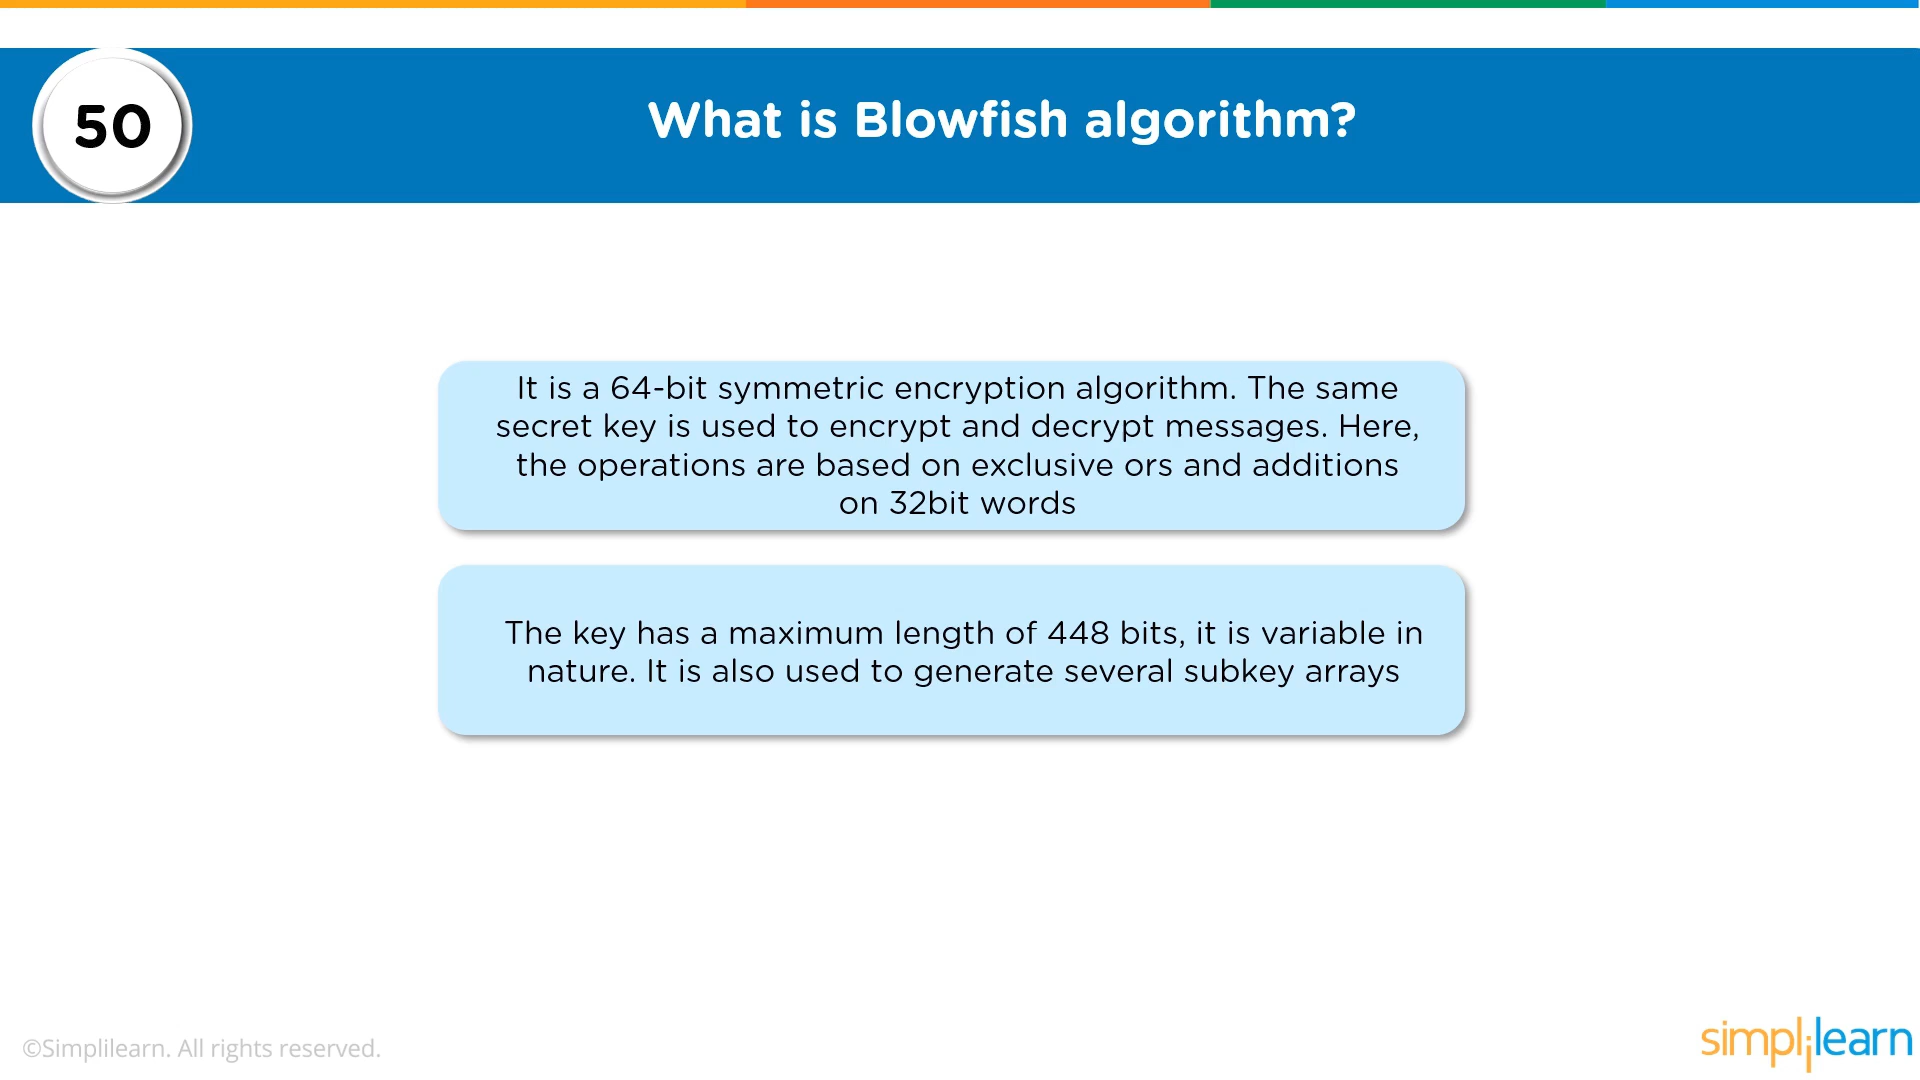 50
What is Blowfish algorithm?
It is a 64-bit symmetric encryption algorithm. The same
secret key is used to encrypt and decrypt messages. Here,
the operations are based on exclusive ors and additions
on 32bit words
The key has a maximum length of 448 bits, it is variable in
nature. It is also used to generate several subkey arrays
©Simplilearn. All rights reserved.
simplilearn